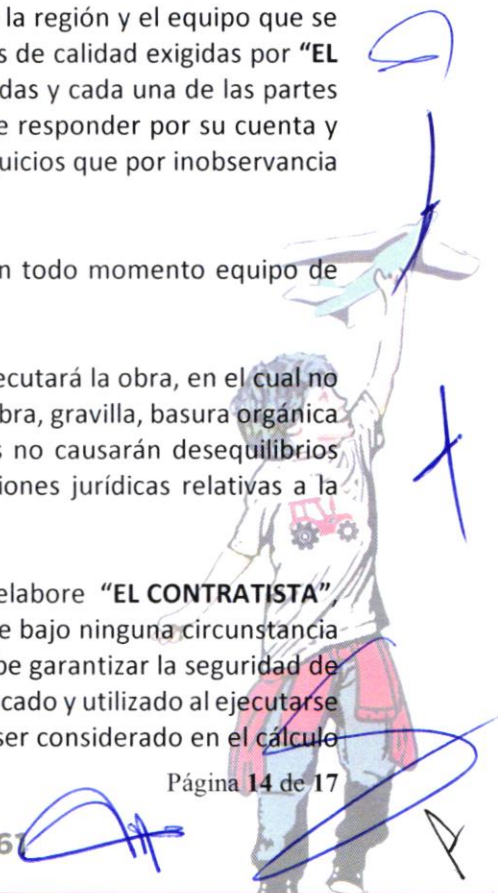 la región y el equipo que se
s de calidad exigidas por "EL
das y cada una de las partes
e responder por su cuenta y
uicios que por inobservancia
n todo momento equipo de
ecutará la obra, en el cual no
bra, gravilla, basura orgánica
s no causarán desequilibrios
iones jurídicas relativas a la
elabore "EL CONTRATISTA",
e bajo ninguna circunstancia
be garantizar la seguridad de
cado y utilizado al ejecutarse
ser considerado en el cálculo
Página 14 de 17